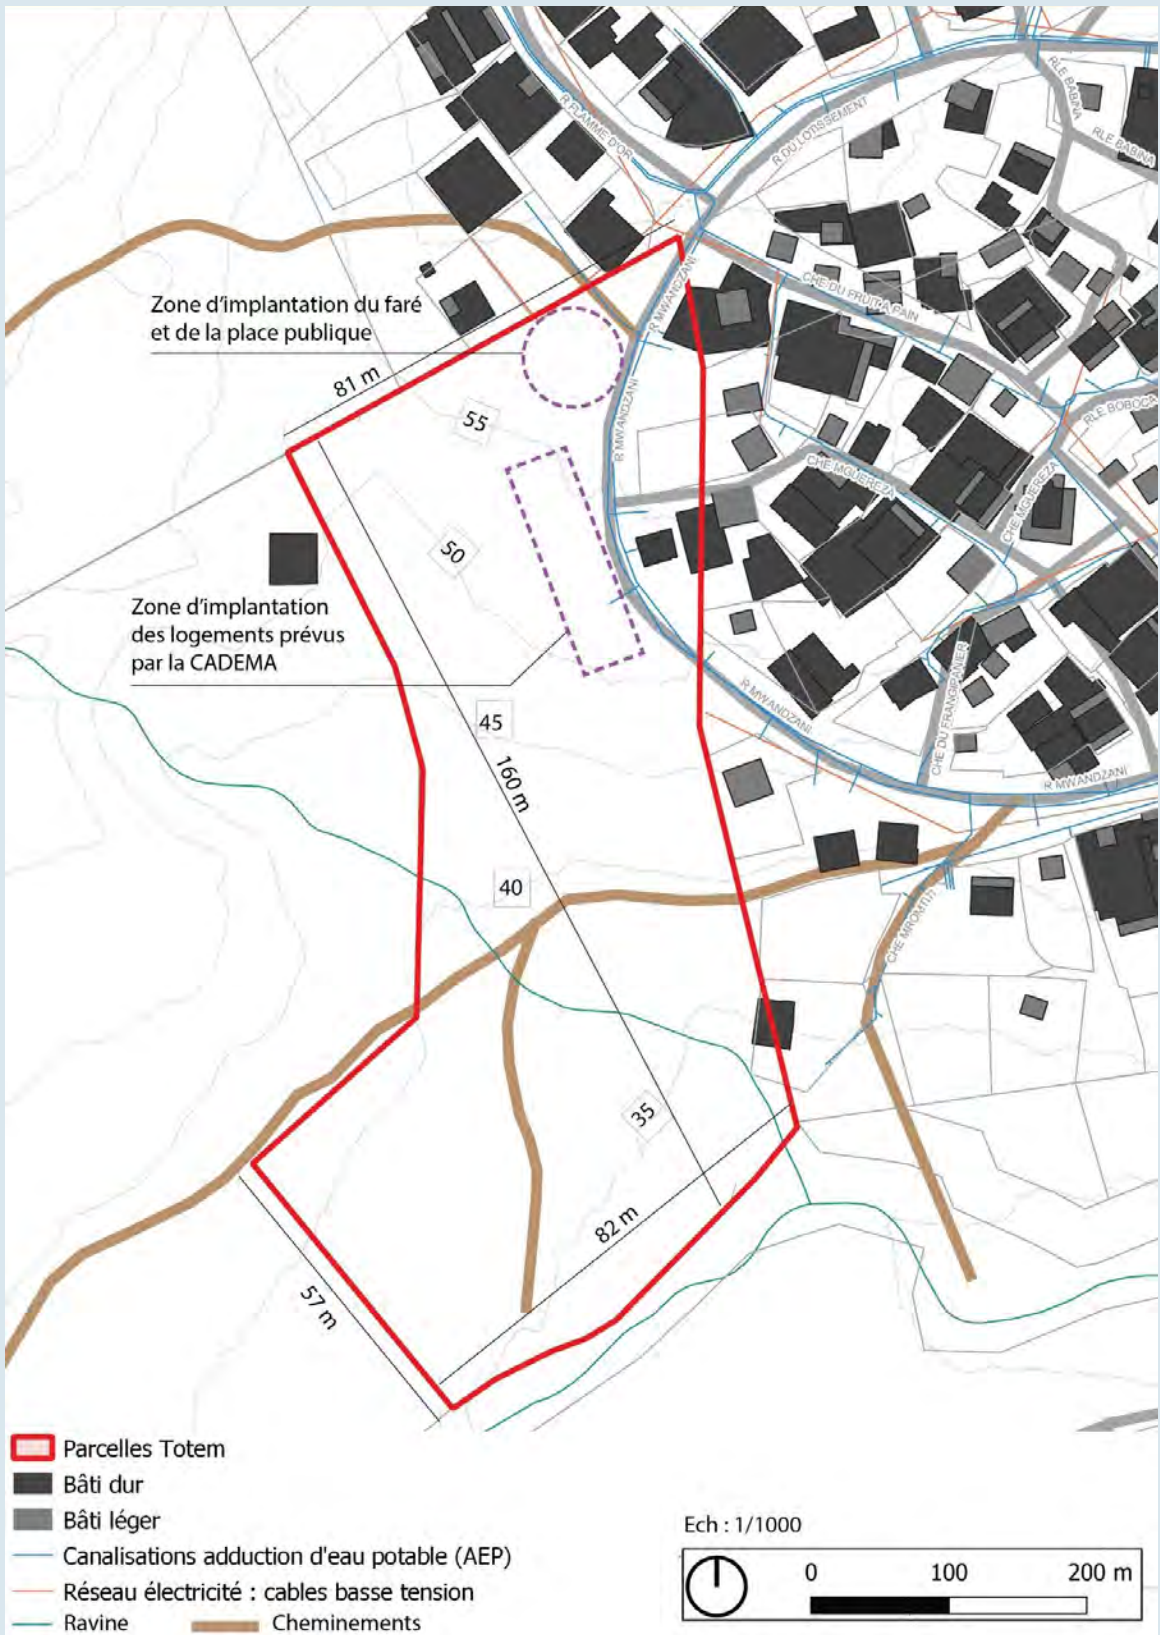 R FLAMME D'OR
R DU LOTISSEMENT
RLE BABINA
RLE BABINA
Zone d'implantation du faré
et de la place publique
81 m
R MWANDZANI
CHE DU FRUIT A PAIN
R MWANDZANI
RLE BOBOCA
55
50
CHE MGUEREZA
CHE MGUEREZA
Zone d'implantation
des logements prévus
par la CADEMA
45
160 m
R MWANDZANI
CHE DU FRANGIPANIER
R MWANDZANI
40
35
82 m
57 m
Parcelles Totem
Bâti dur
Bâti léger
Canalisations adduction d'eau potable (AEP)
Réseau électricité : cables basse tension
Ravine
Cheminements
Ech : 1/1000
0 100 200 m